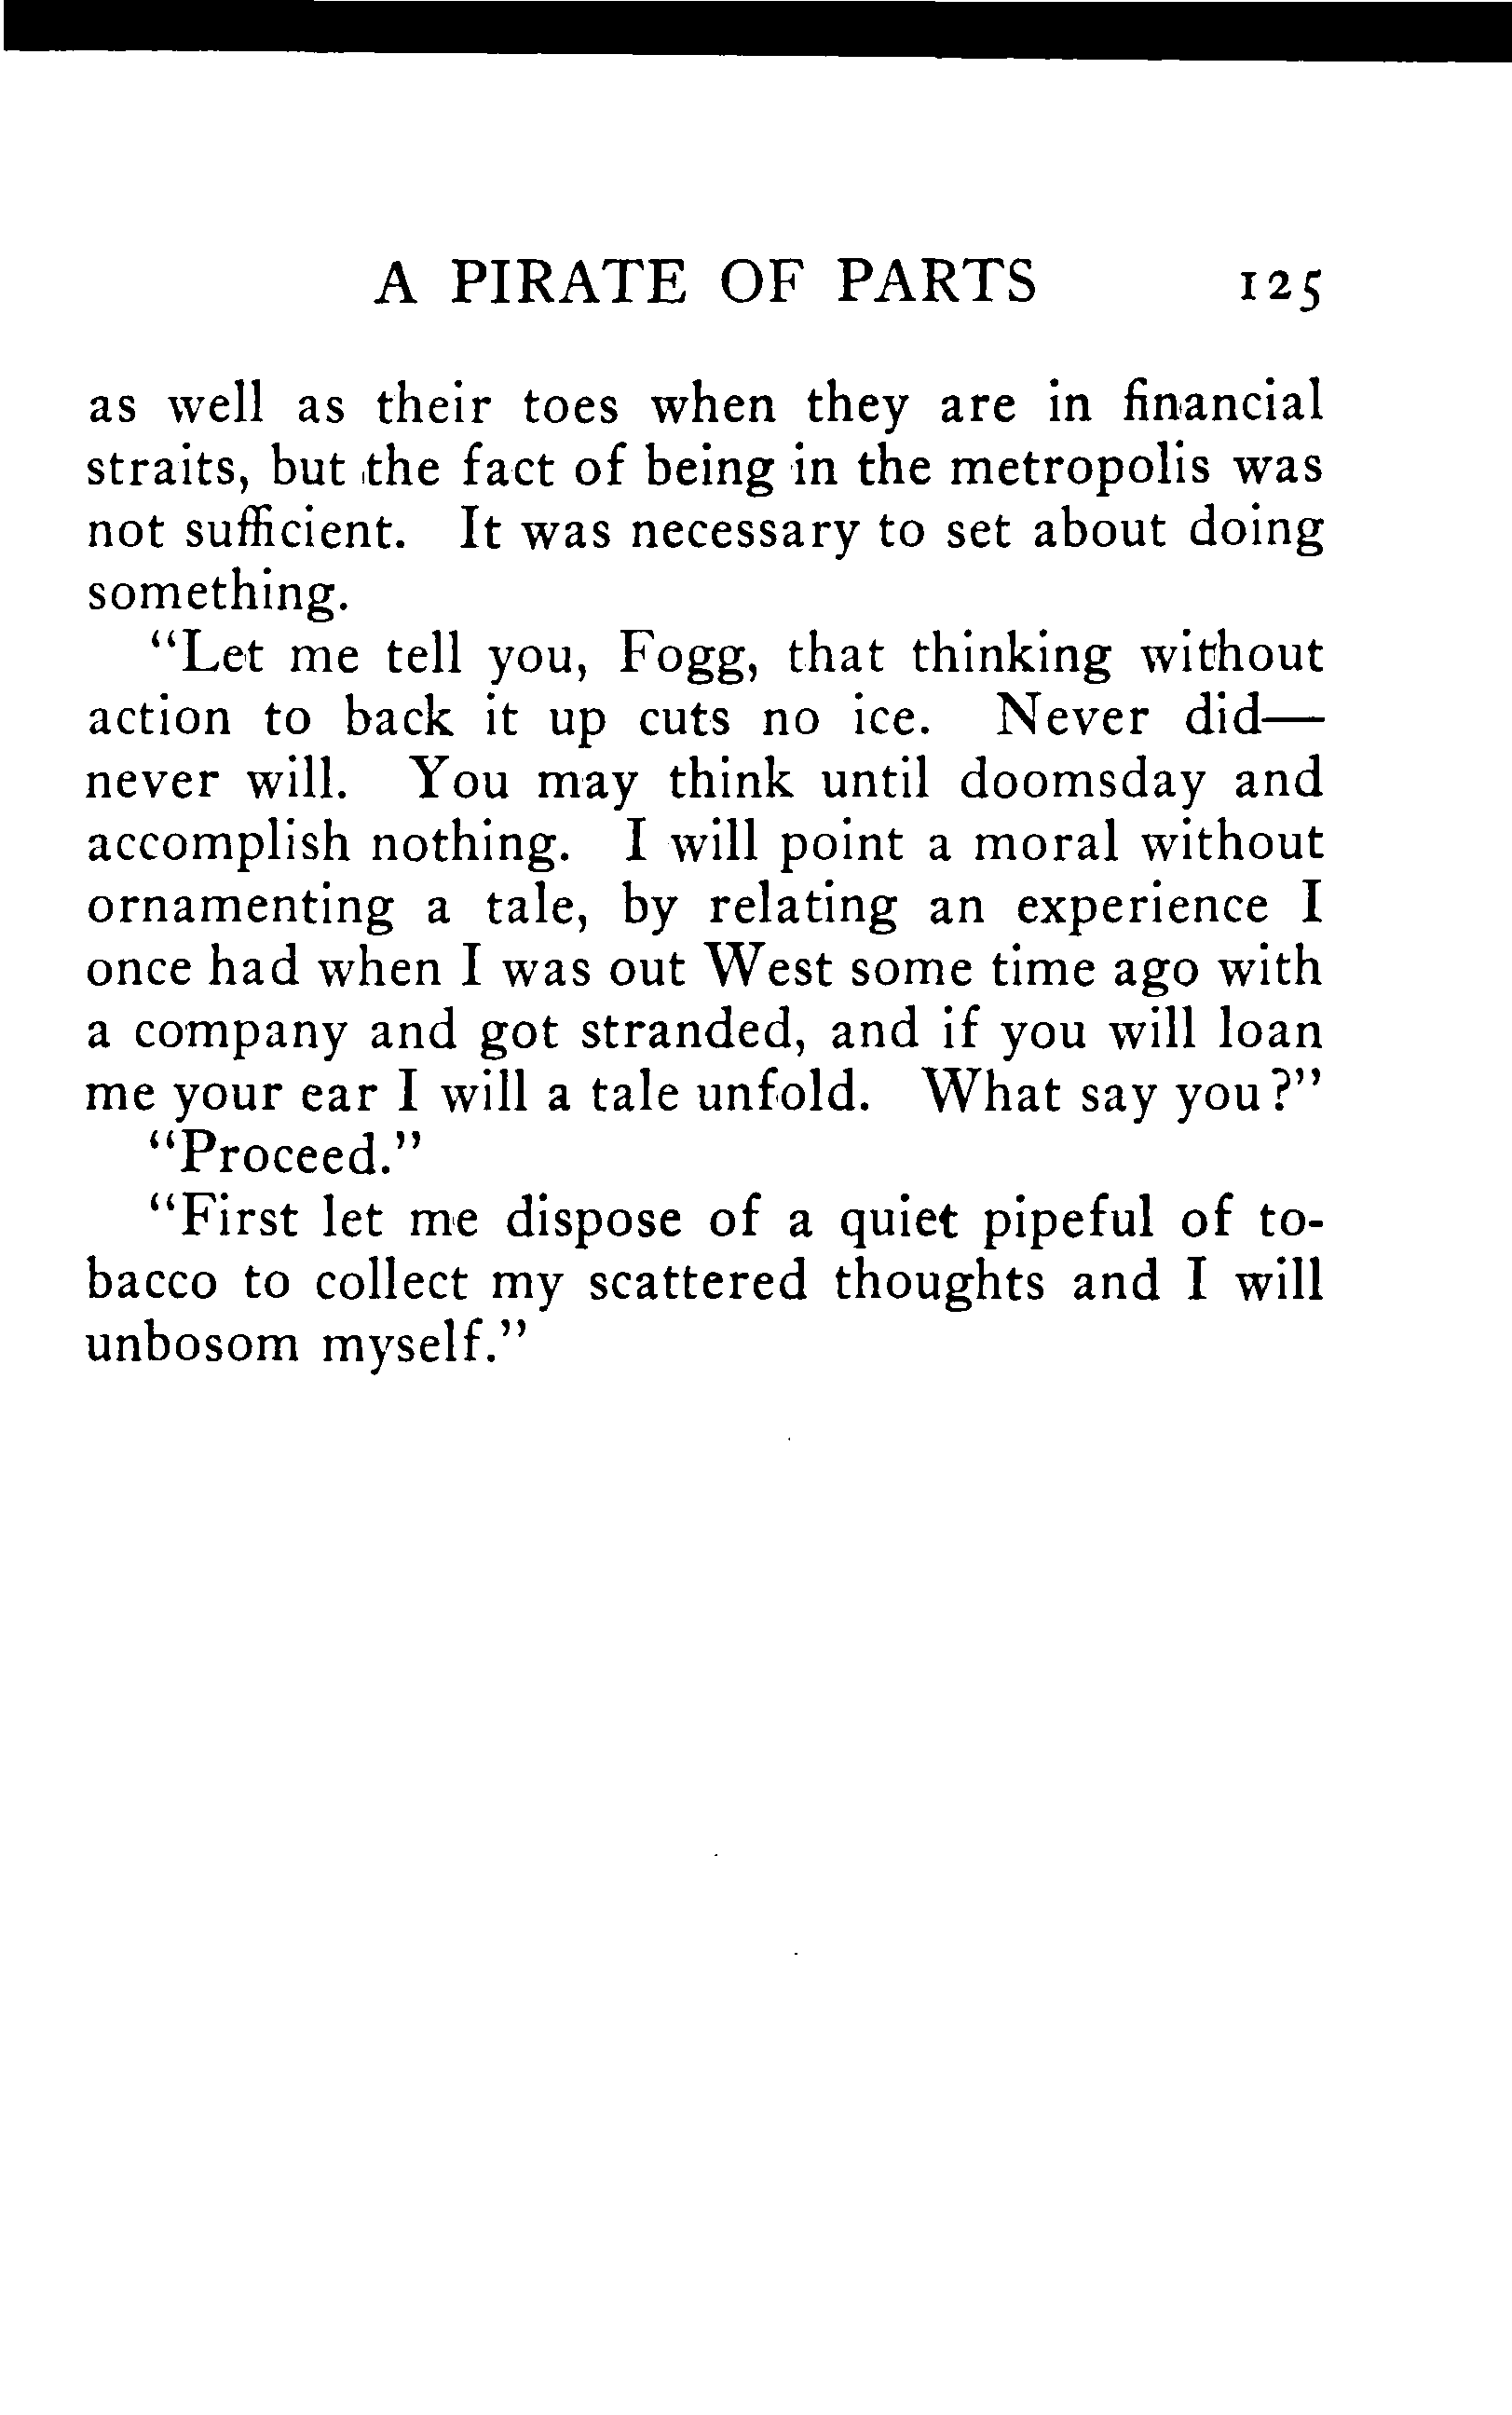 A PIRATE OF PARTS 125
as well as their toes when they are in financial
straits, but the fact of being in the metropolis was
not sufficient. It was necessary to set about doing
something.
"Let me tell you, Fogg, that thinking without
action to back it up cuts no ice. Never did—
never will. You may think until doomsday and
accomplish nothing. I will point a moral without
ornamenting a tale, by relating an experience I
once had when I was out West some time ago with
a company and got stranded, and if you will loan
me your ear I will a tale unfold. What say you?"
"Proceed."
"First let me dispose of a quiet pipeful of to-
bacco to collect my scattered thoughts and I will
unbosom myself."